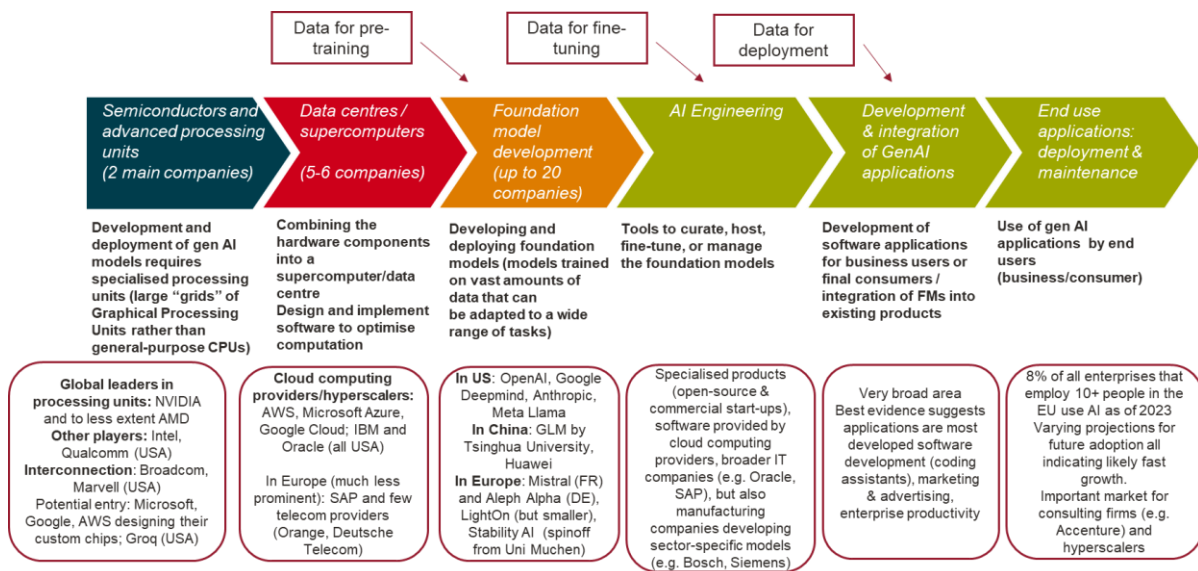 Data for pre-
training
Data for fine-
tuning
Data for
deployment
Semiconductors and
advanced processing
units
(2 main companies)
Data centres /
supercomputers
(5-6 companies)
Foundation
model
development
(up to 20
companies)
AI Engineering
Development
& integration
of GenAI
applications
End use
applications:
deployment &
maintenance
Development and
deployment of gen AI
models requires
specialised processing
units (large “grids” of
Graphical Processing
Units rather than
general-purpose CPUs)
Combining the
hardware components
into a
supercomputer/data
centre
Design and implement
software to optimise
computation
Developing and
deploying foundation
models (models trained
on vast amounts of
data that can
be adapted to a wide
range of tasks)
Tools to curate, host,
fine-tune, or manage
the foundation models
Development of
software applications
for business users or
final consumers /
integration of FMs into
existing products
Use of gen AI
applications by end
users
(business/consumer)
Global leaders in
processing units: NVIDIA
and to less extent AMD
Other players: Intel,
Qualcomm (USA)
Interconnection: Broadcom,
Marvell (USA)
Potential entry: Microsoft,
Google, AWS designing their
custom chips; Groq (USA)
Cloud computing
providers/hyperscalers:
AWS, Microsoft Azure,
Google Cloud; IBM and
Oracle (all USA)
In Europe (much less
prominent): SAP and few
telecom providers
(Orange, Deutsche
Telecom)
In US: OpenAI, Google
Deepmind, Anthropic,
Meta Llama
In China: GLM by
Tsinghua University,
Huawei
In Europe: Mistral (FR)
and Aleph Alpha (DE),
LightOn (but smaller),
Stability AI (spinoff
from Uni Muchen)
Specialised products
(open-source &
commercial start-ups),
software provided by
cloud computing
providers, broader IT
companies (e.g. Oracle,
SAP), but also
manufacturing
companies developing
sector-specific models
(e.g. Bosch, Siemens)
Very broad area
Best evidence suggests
applications are most
developed software
development (coding
assistants), marketing
& advertising,
enterprise productivity
8% of all enterprises that
employ 10+ people in the
EU use AI as of 2023
Varying projections for
future adoption all
indicating likely fast
growth.
Important market for
consulting firms (e.g.
Accenture) and
hyperscalers